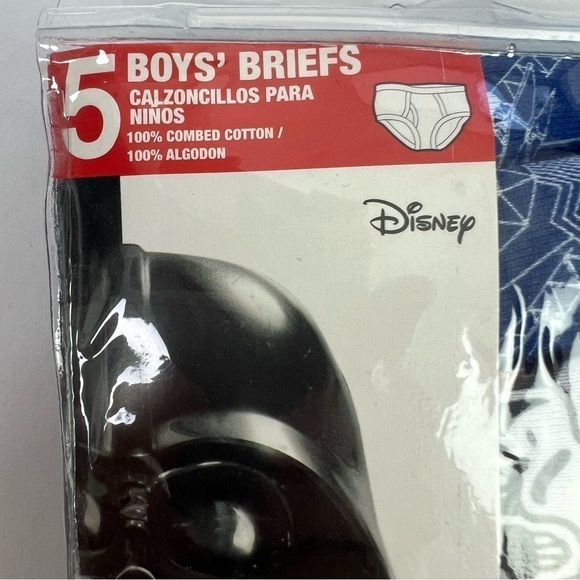 5
BOYS' BRIEFS
CALZONCILLOS PARA
NIÑOS
100% COMBED COTTON /
100% ALGODON
Disney